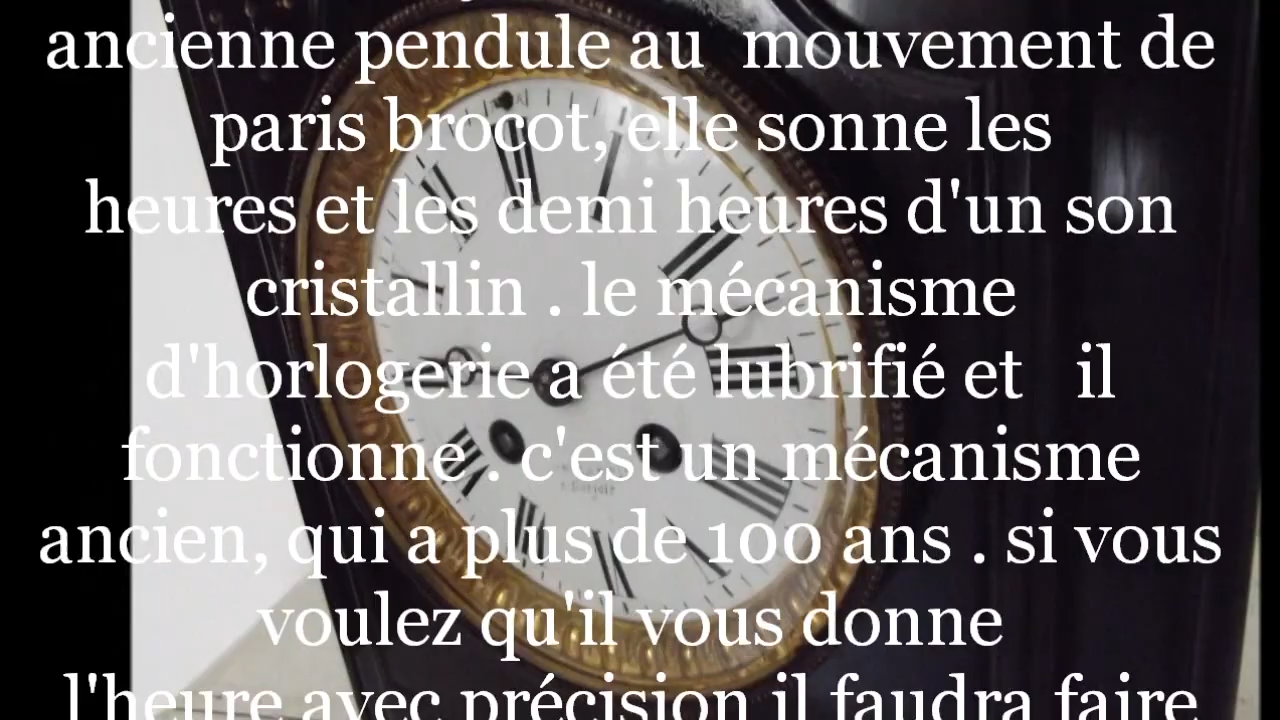 ancienne pendule au mouvement de
paris brocot, elle sonne les
heures et les demi heures d'un son
cristallin . le mécanisme
d'horlogerie a été lubrifié et il
fonctionne . c'est un mécanisme
ancien, qui a plus de 100 ans . si vous
voulez qu'il vous donne
l'heure avec précision il faudra faire